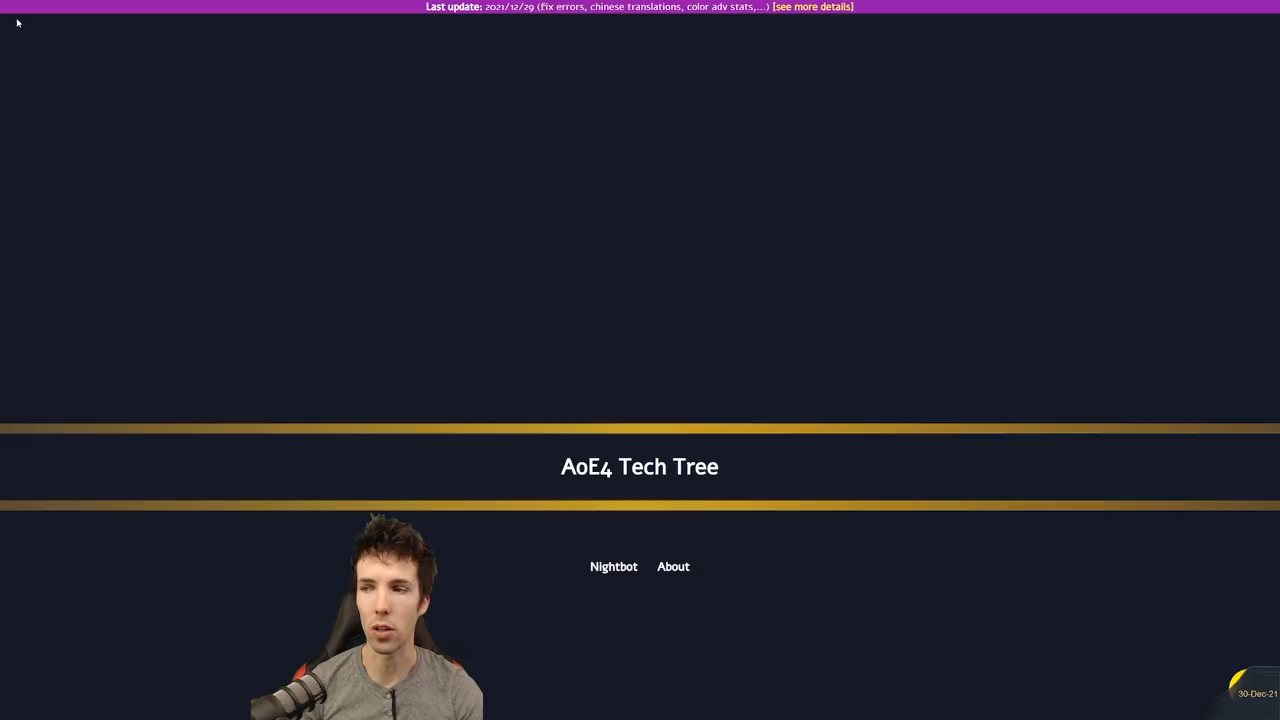 Last update: 2021/12/29 (fix errors, chinese translations, color adv stats,...) [see more details]
AoE4 Tech Tree
Nightbot About
30-Dec-21